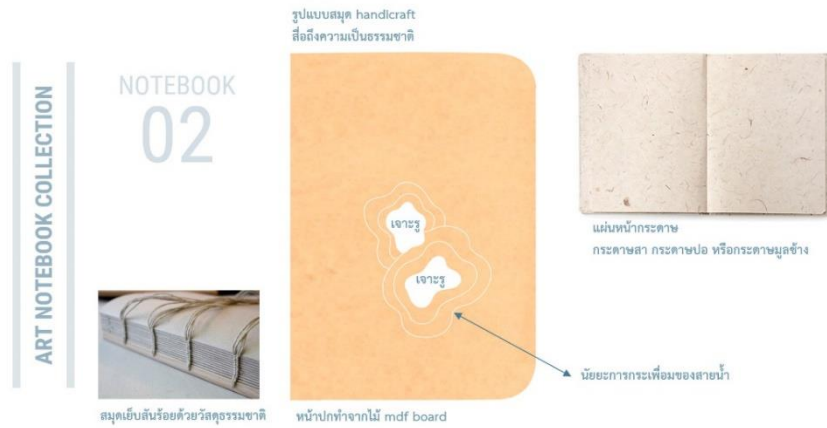 ART NOTEBOOK COLLECTION
NOTEBOOK
02
รูปแบบสมุด handicraft
สื่อถึงความเป็นธรรมชาติ
เจาะรู
เจาะรู
แผ่นหน้ากระดาษ
กระดาษสา กระดาษปอ หรือกระดาษมูลช้าง
นัยยะการกระเพื่อมของสายน้ำ
สมุดเย็บสันร้อยด้วยวัสดุธรรมชาติ
หน้าปกทำจากไม้ mdf board